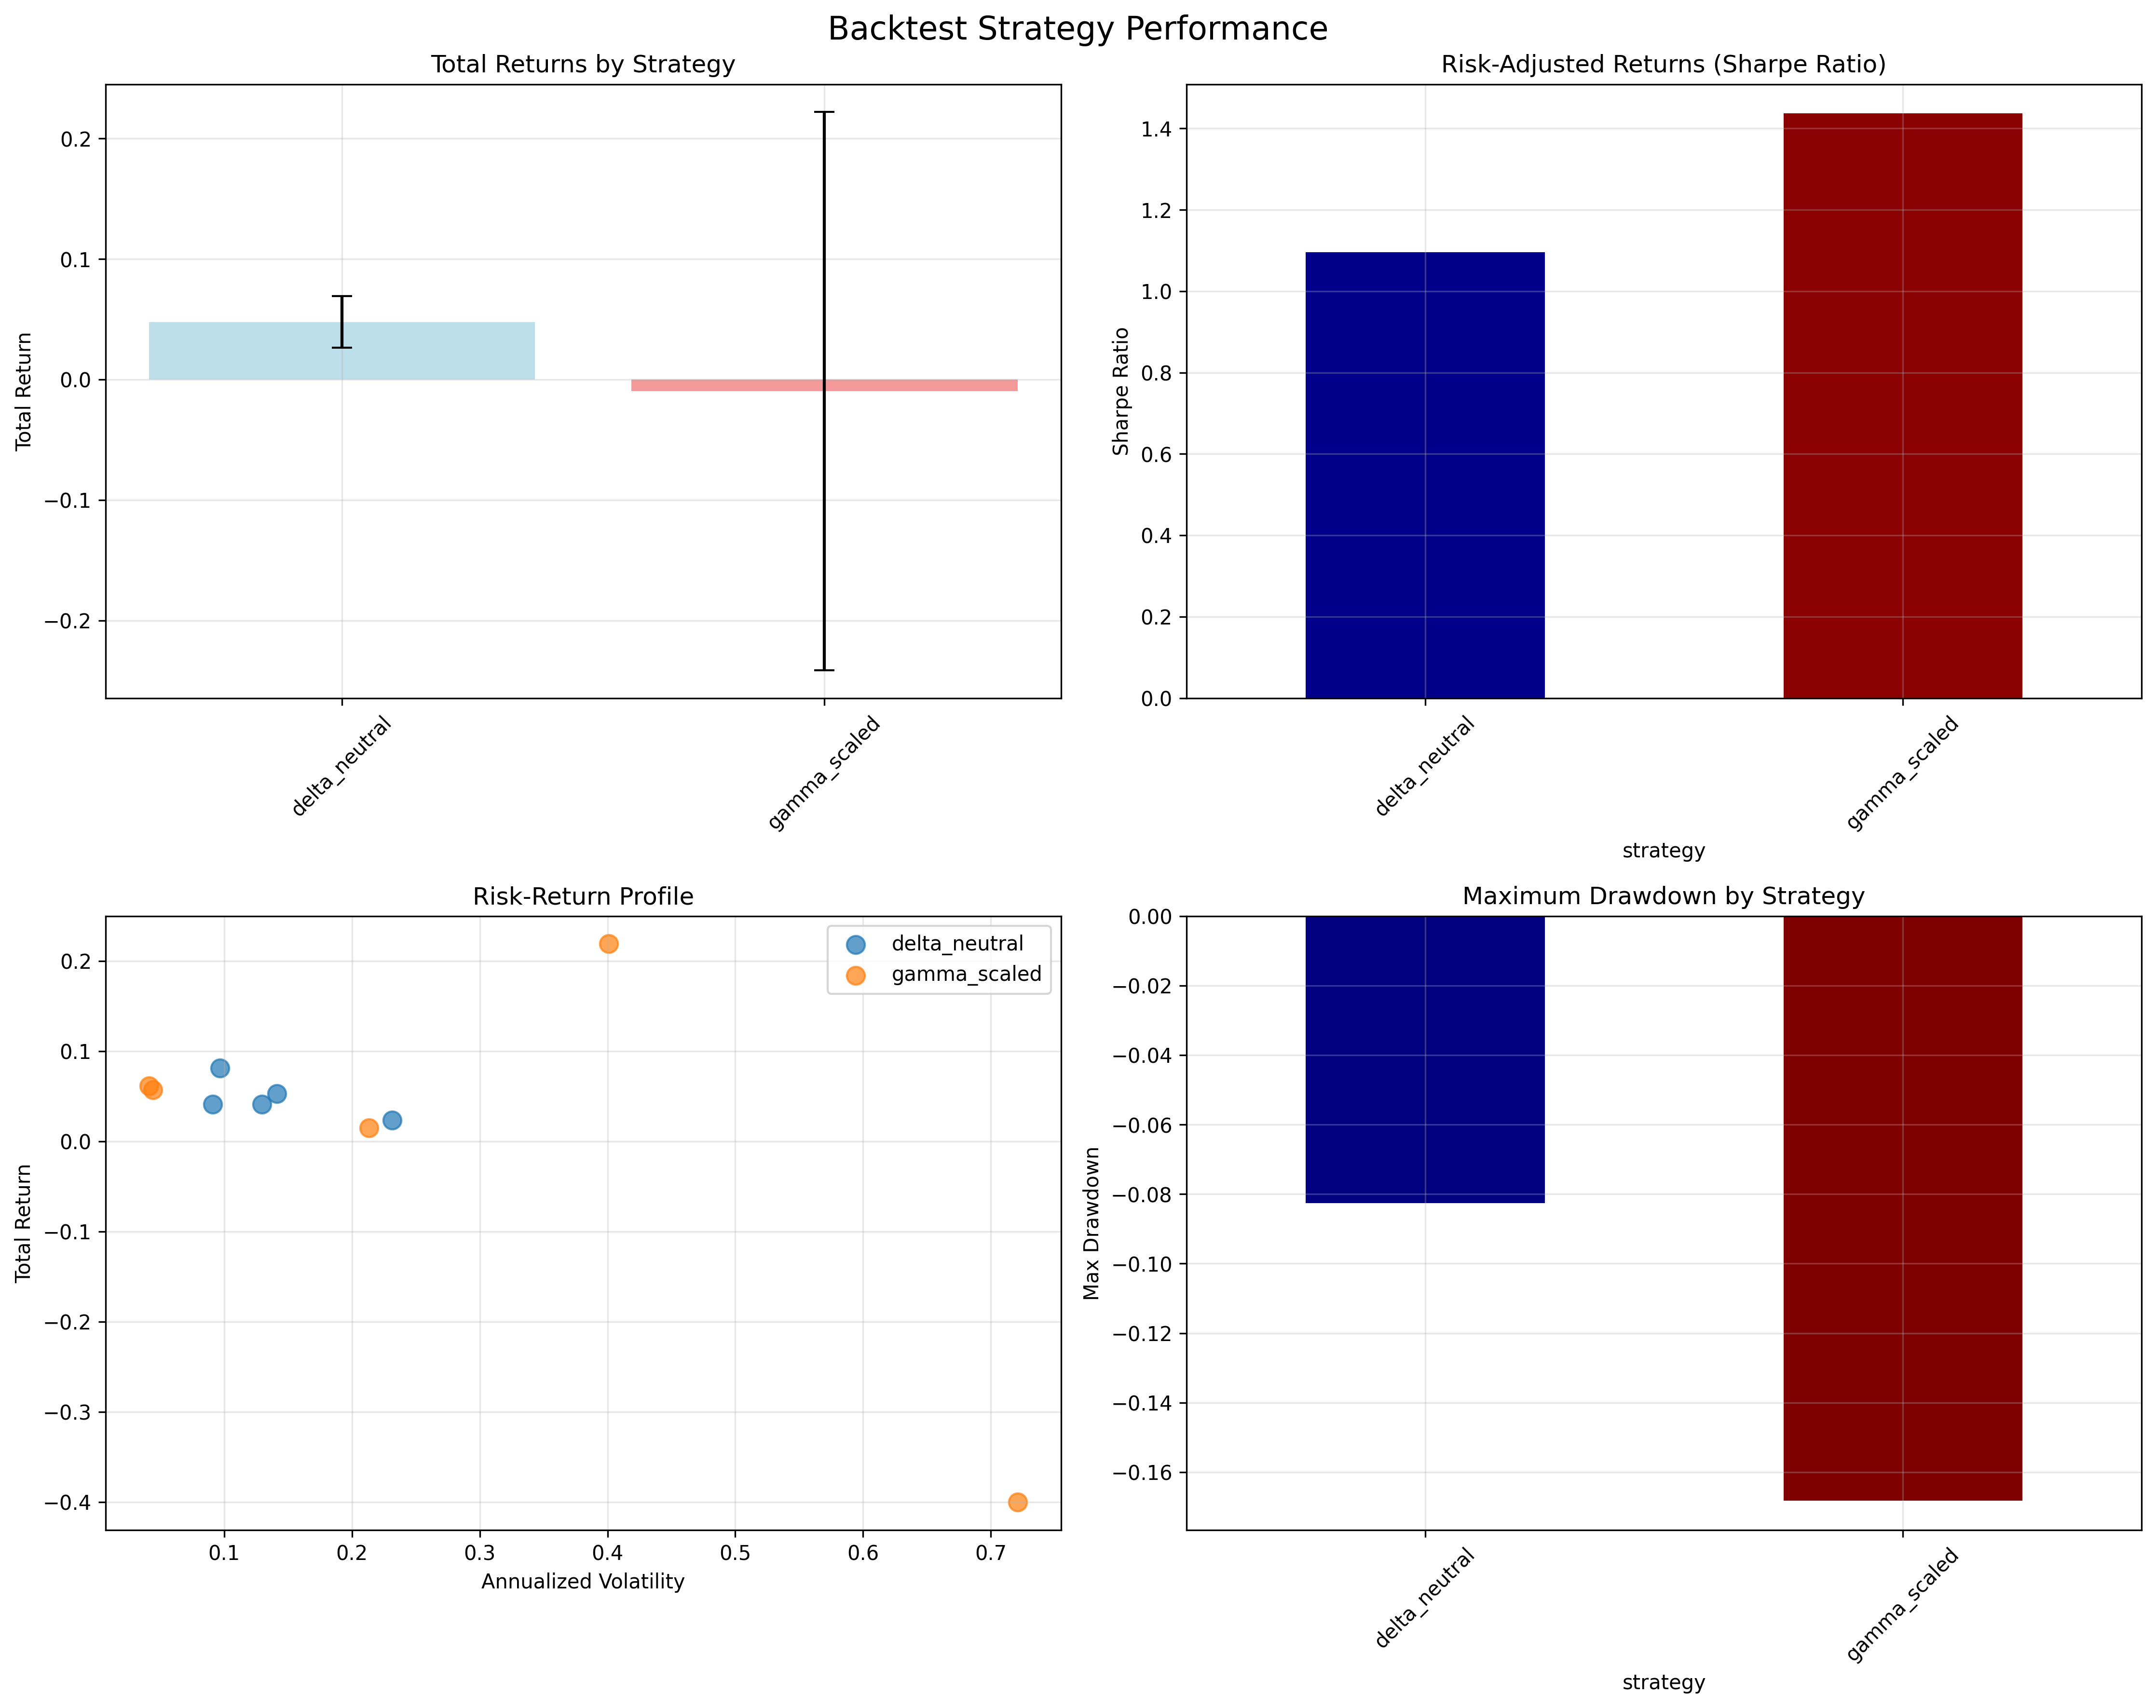 Backtest Strategy Performance
Total Returns by Strategy
Total Return
0.2
0.1
0.0
−0.1
−0.2
delta_neutral
gamma_scaled
Risk-Adjusted Returns (Sharpe Ratio)
Sharpe Ratio
1.4
1.2
1.0
0.8
0.6
0.4
0.2
0.0
delta_neutral
gamma_scaled
strategy
Risk-Return Profile
Total Return
0.2
0.1
0.0
−0.1
−0.2
−0.3
−0.4
delta_neutral
gamma_scaled
0.1 0.2 0.3 0.4 0.5 0.6 0.7
Annualized Volatility
Maximum Drawdown by Strategy
Max Drawdown
0.00
−0.02
−0.04
−0.06
−0.08
−0.10
−0.12
−0.14
−0.16
delta_neutral
gamma_scaled
strategy